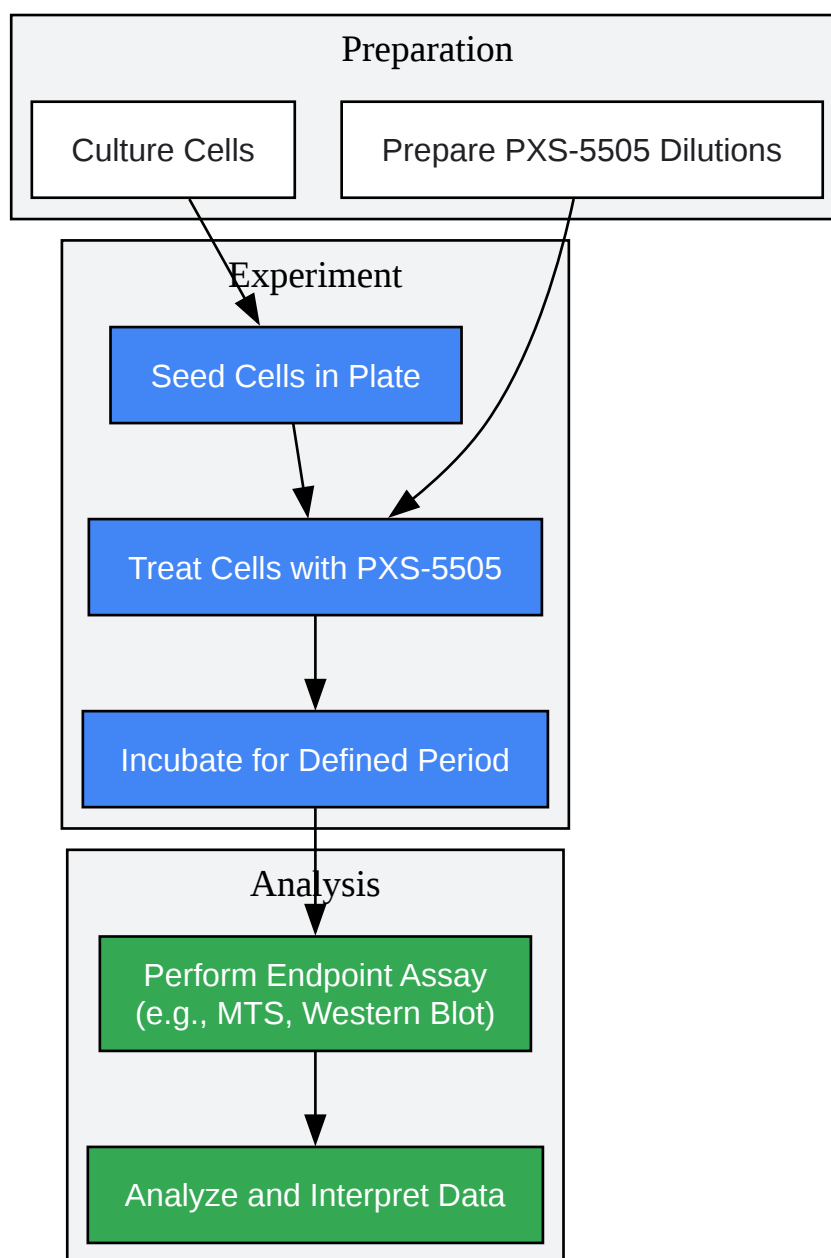 Preparation
Culture Cells
Prepare PXS-5505 Dilutions
Experiment
Seed Cells in Plate
Treat Cells with PXS-5505
Incubate for Defined Period
Analysis
Perform Endpoint Assay
(e.g., MTS, Western Blot)
Analyze and Interpret Data